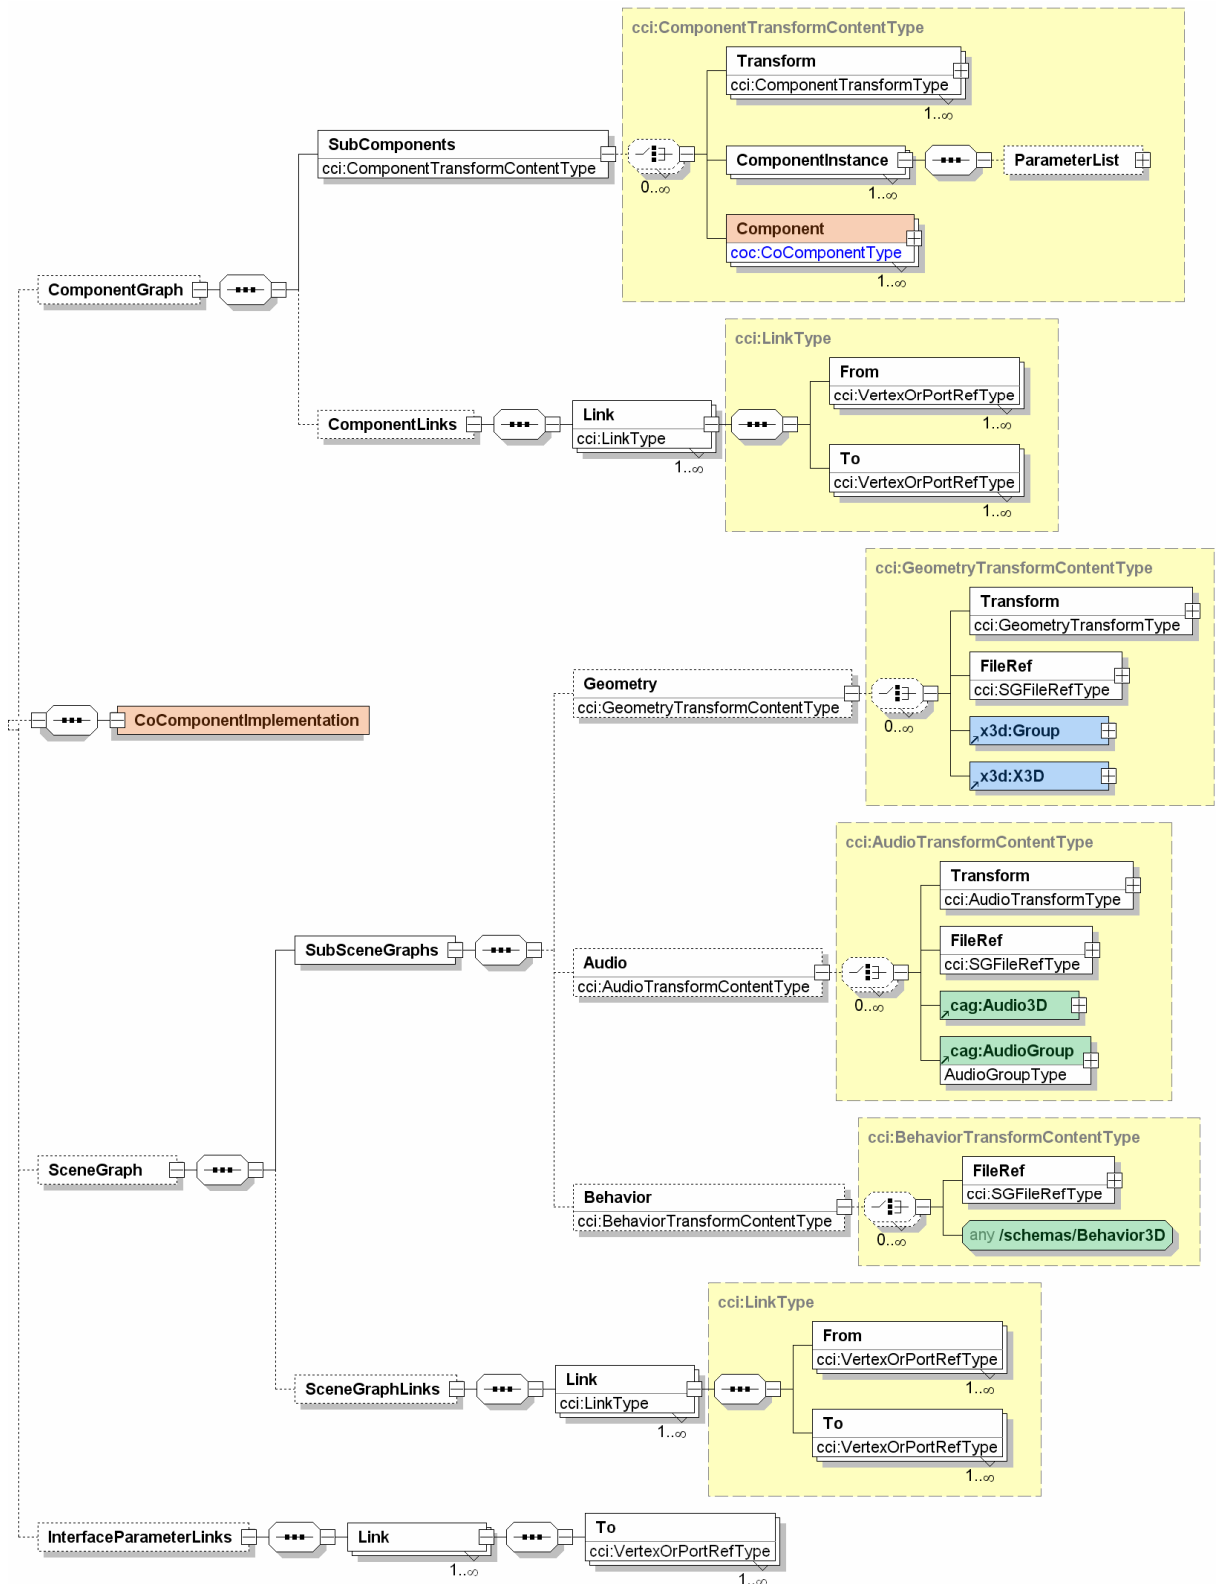 cci:ComponentTransformContentType
Transform
cci:ComponentTransformType
1..∞
SubComponents
cci:ComponentTransformContentType
0..∞
ComponentInstance
1..∞
ParameterList
Component
coc:CoComponentType
1..∞
ComponentGraph
cci:LinkType
From
cci:VertexOrPortRefType
1..∞
ComponentLinks
Link
cci:LinkType
1..∞
To
cci:VertexOrPortRefType
1..∞
cci:GeometryTransformContentType
Transform
cci:GeometryTransformType
Geometry
cci:GeometryTransformContentType
0..∞
FileRef
cci:SGFileRefType
x3d:Group
x3d:X3D
CoComponentImplementation
cci:AudioTransformContentType
Transform
cci:AudioTransformType
SubSceneGraphs
Audio
cci:AudioTransformContentType
0..∞
FileRef
cci:SGFileRefType
cag:Audio3D
cag:AudioGroup
AudioGroupType
cci:BehaviorTransformContentType
SceneGraph
Behavior
cci:BehaviorTransformContentType
0..∞
FileRef
cci:SGFileRefType
any /schemas/Behavior3D
cci:LinkType
From
cci:VertexOrPortRefType
1..∞
SceneGraphLinks
Link
cci:LinkType
1..∞
To
cci:VertexOrPortRefType
1..∞
InterfaceParameterLinks
Link
1..∞
To
cci:VertexOrPortRefType
1..∞